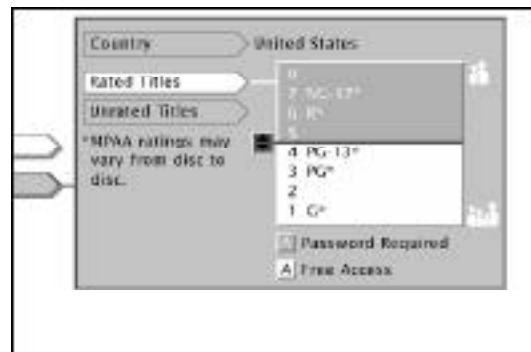 Country United States
Rated Titles
Unrated Titles
*MPAA ratings may
vary from disc to
disc.
8
7 NC-17*
6 R*
5
4 PG-13*
3 PG*
2
1 G*
A Password Required
A Free Access